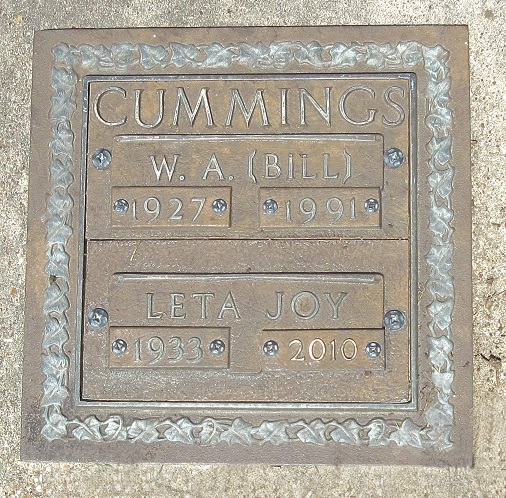 CUMMINGS
W. A. (BILL)
1927 1991
LETA JOY
1933 2010